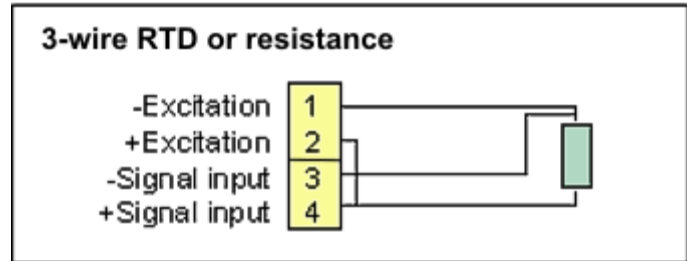 3-wire RTD or resistance
-Excitation 1
+Excitation 2
-Signal input 3
+Signal input 4